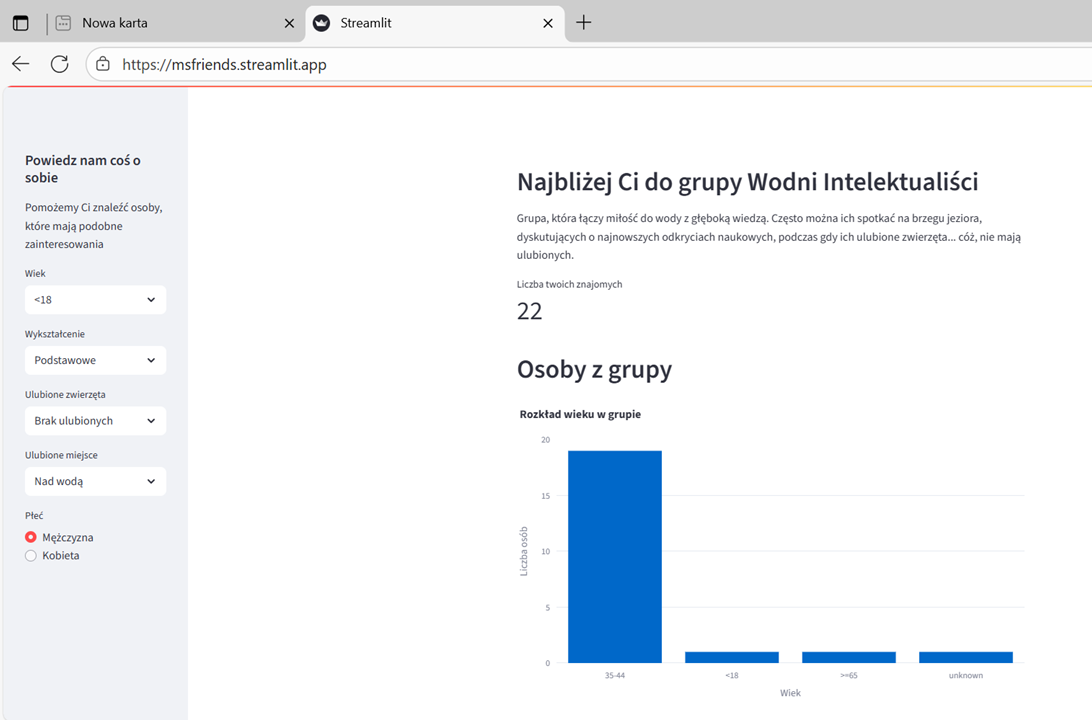 Nowa karta
Streamlit
https://msfriends.streamlit.app
Powiedz nam coś o
sobie
Pomożemy Ci znaleźć osoby,
które mają podobne
zainteresowania
Wiek
<18
Wykształcenie
Podstawowe
Ulubione zwierzęta
Brak ulubionych
Ulubione miejsce
Nad wodą
Płeć
Mężczyzna
Kobieta
Najbliżej Ci do grupy Wodni Intelektualiści
Grupa, która łączy miłość do wody z głęboką wiedzą. Często można ich spotkać na brzegu jeziora,
dyskutujących o najnowszych odkryciach naukowych, podczas gdy ich ulubione zwierzęta... cóż, nie mają
ulubionych.
Liczba twoich znajomych
22
Osoby z grupy
Rozkład wieku w grupie
20
15
10
5
0
Liczba osób
35-44
<18
>=65
unknown
Wiek